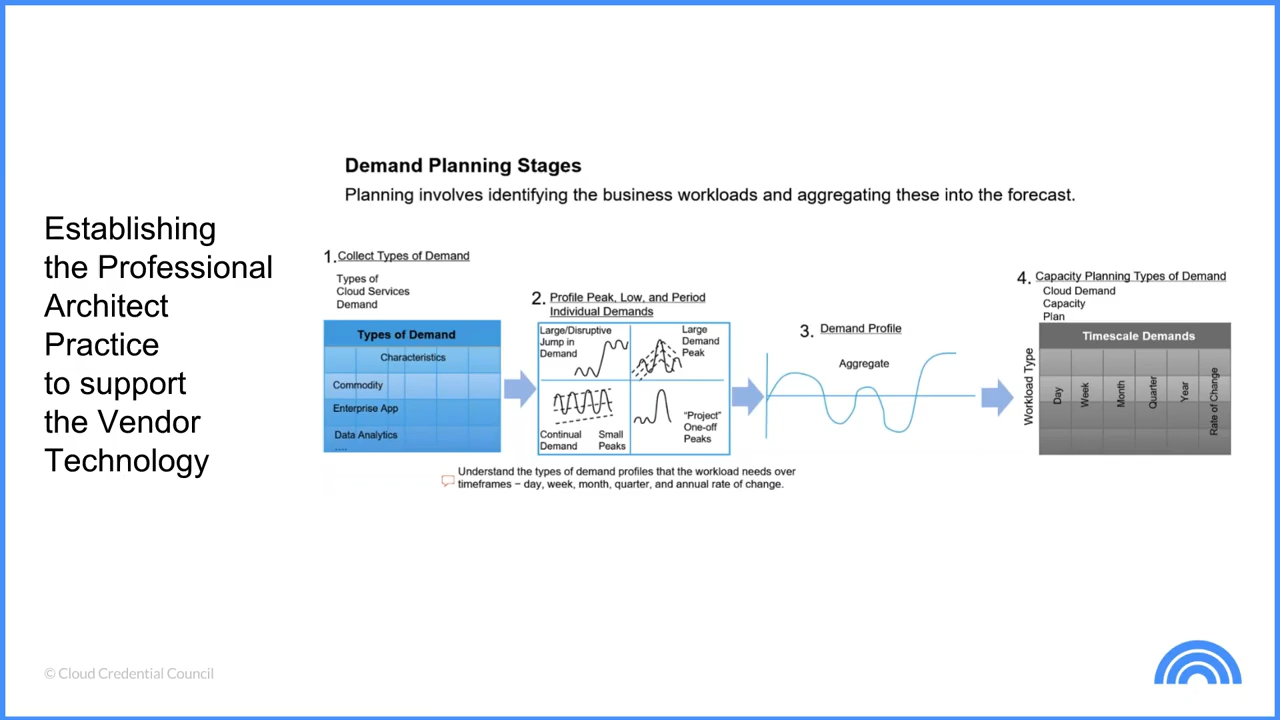 Establishing
the Professional
Architect
Practice
to support
the Vendor
Technology
Demand Planning Stages
Planning involves identifying the business workloads and aggregating these into the forecast.
1. Collect Types of Demand
Types of
Cloud Services
Demand
Types of Demand
Characteristics
Commodity
Enterprise App
Data Analytics
....
2. Profile Peak, Low, and Period
Individual Demands
Large/Disruptive
Jump in
Demand
Large
Demand
Peak
Continual
Demand
Small
Peaks
"Project"
One-off
Peaks
3. Demand Profile
Aggregate
4. Capacity Planning Types of Demand
Cloud Demand
Capacity
Plan
Timescale Demands
Workload Type
Day
Week
Month
Quarter
Year
Rate of Change
Understand the types of demand profiles that the workload needs over
timeframes − day, week, month, quarter, and annual rate of change.
© Cloud Credential Council